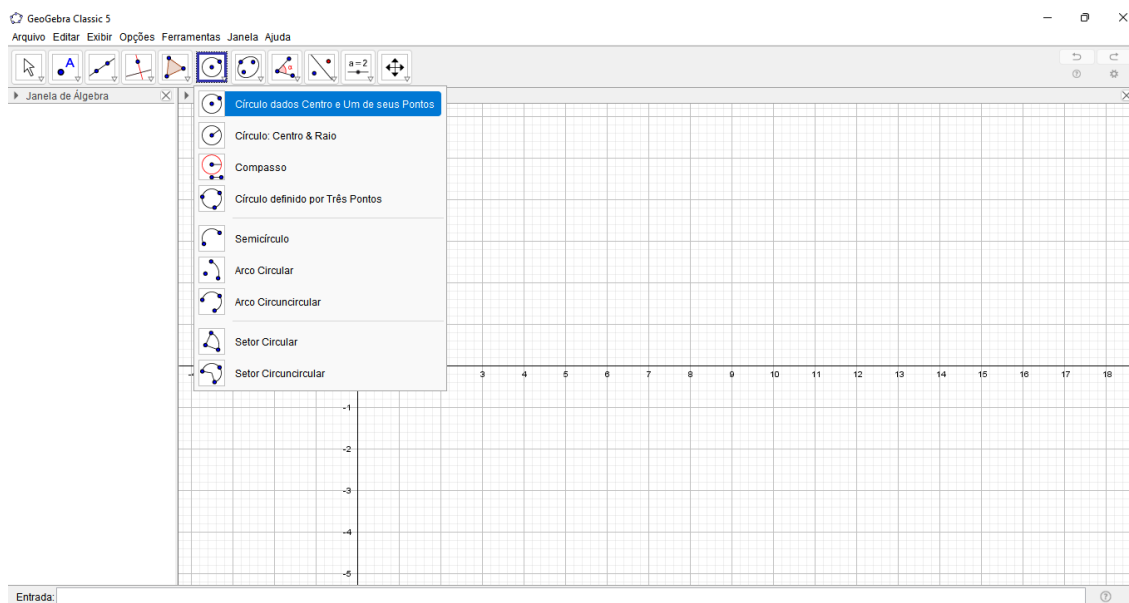 GeoGebra Classic 5
Arquivo Editar Exibir Opções Ferramentas Janela Ajuda
A
α
a=2
Janela de Álgebra
Círculo dados Centro e Um de seus Pontos
Círculo: Centro & Raio
Compasso
Círculo definido por Três Pontos
Semicírculo
Arco Circular
Arco Circuncircular
Setor Circular
Setor Circuncircular
3 4 5 6 7 8 9 10 11 12 13 14 15 16 17 18
-1
-2
-3
-4
-5
Entrada: